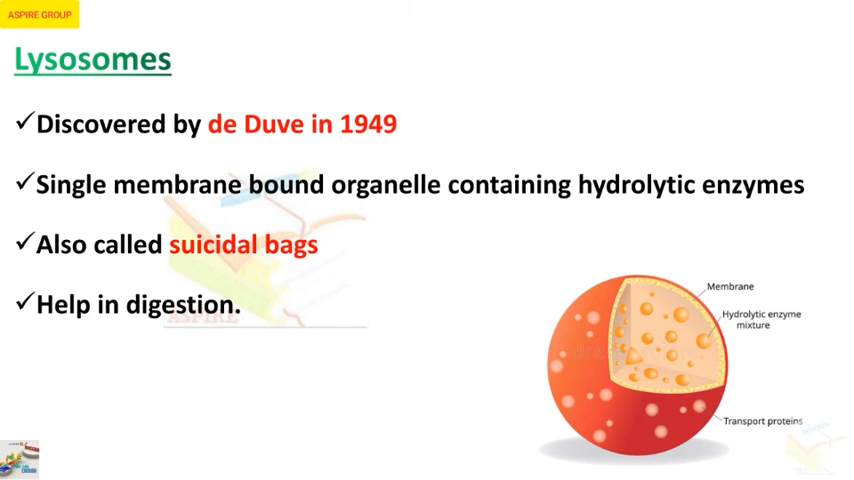 ASPIRE GROUP
Lysosomes
✓Discovered by de Duve in 1949
✓Single membrane bound organelle containing hydrolytic enzymes
✓Also called suicidal bags
✓Help in digestion.
ASPIRE
Membrane
Hydrolytic enzyme
mixture
Transport proteins